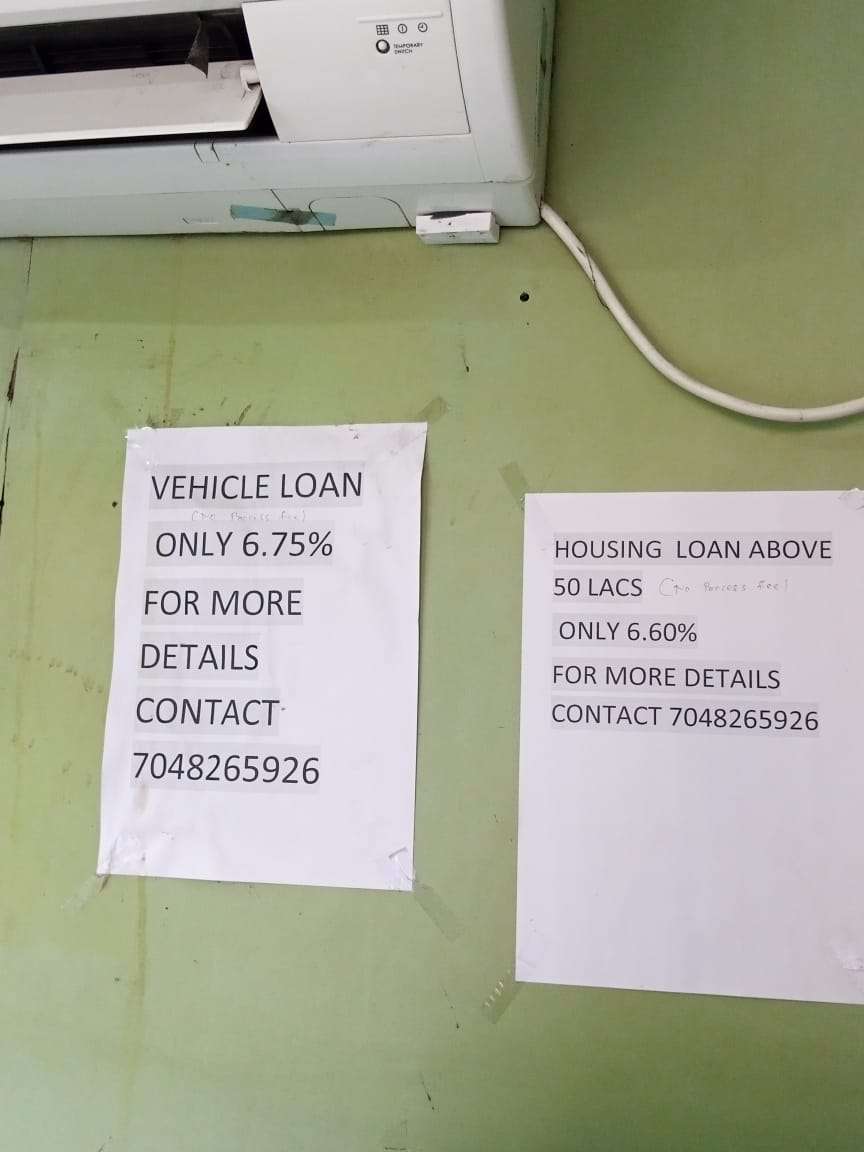 TEMPORARY
SWITCH
VEHICLE LOAN
(No Process fee)
ONLY 6.75%
FOR MORE
DETAILS
CONTACT
7048265926
HOUSING LOAN ABOVE
50 LACS (No Porcess fee)
ONLY 6.60%
FOR MORE DETAILS
CONTACT 7048265926